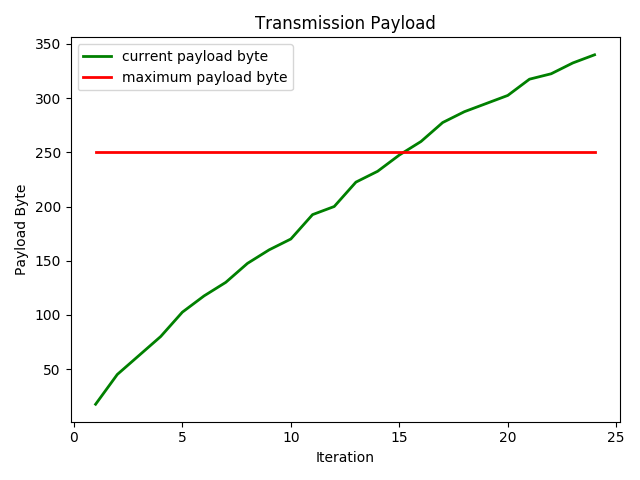 Transmission Payload
current payload byte
maximum payload byte
350
300
250
200
150
100
50
Payload Byte
0 5 10 15 20 25
Iteration